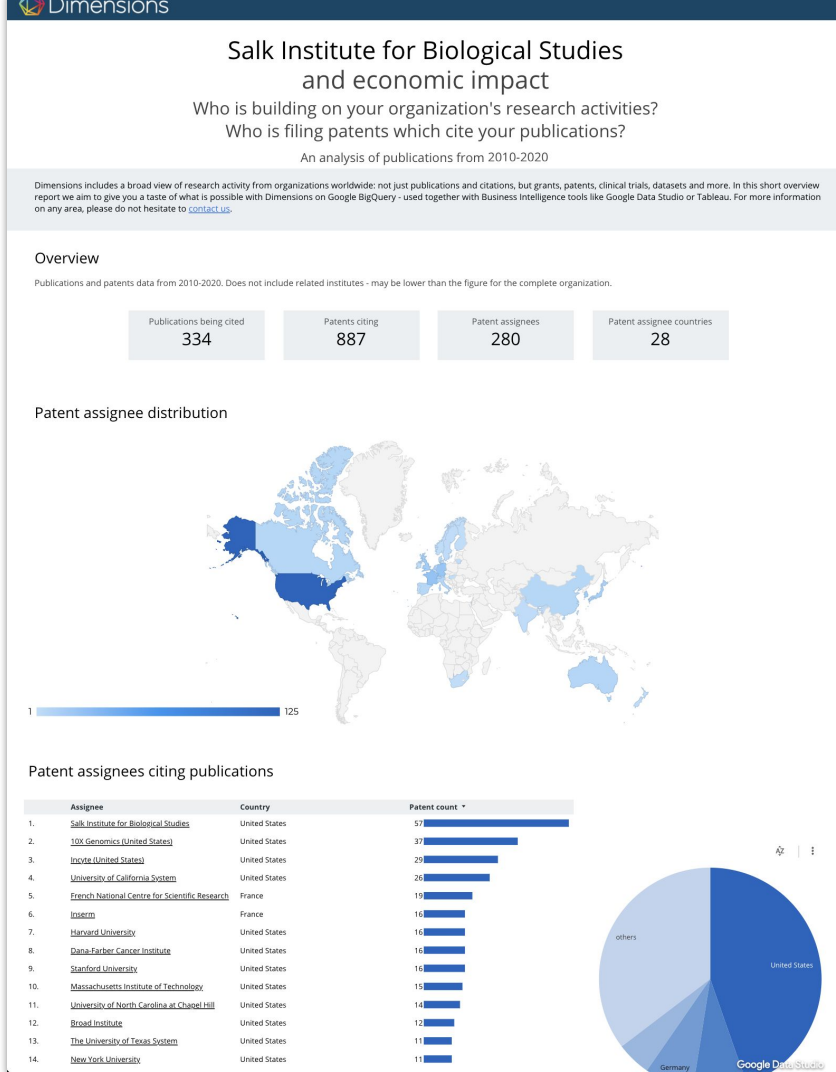 Dimensions
Salk Institute for Biological Studies
and economic impact
Who is building on your organization's research activities?
Who is filing patents which cite your publications?
An analysis of publications from 2010-2020
Dimensions includes a broad view of research activity from organizations worldwide: not just publications and citations, but grants, patents, clinical trials, datasets and more. In this short overview
report we aim to give you a taste of what is possible with Dimensions on Google BigQuery - used together with Business Intelligence tools like Google Data Studio or Tableau. For more information
on any area, please do not hesitate to contact us.
Overview
Publications and patents data from 2010-2020. Does not include related institutes - may be lower than the figure for the complete organization.
Publications being cited Patents citing Patent assignees Patent assignee countries
334 887 280 28
Patent assignee distribution
1 125
Patent assignees citing publications
Assignee Country Patent count
1. Salk Institute for Biological Studies United States 57
2. 10X Genomics (United States) United States 37
3. Incyte (United States) United States 29
4. University of California System United States 26
5. French National Centre for Scientific Research France 19
6. Inserm France 16
7. Harvard University United States 16
8. Dana-Farber Cancer Institute United States 16
9. Stanford University United States 16
10. Massachusetts Institute of Technology United States 15
11. University of North Carolina at Chapel Hill United States 14
12. Broad Institute United States 12
13. The University of Texas System United States 11
14. New York University United States 11
AZ
others
United States
Germany
Google Data Studio